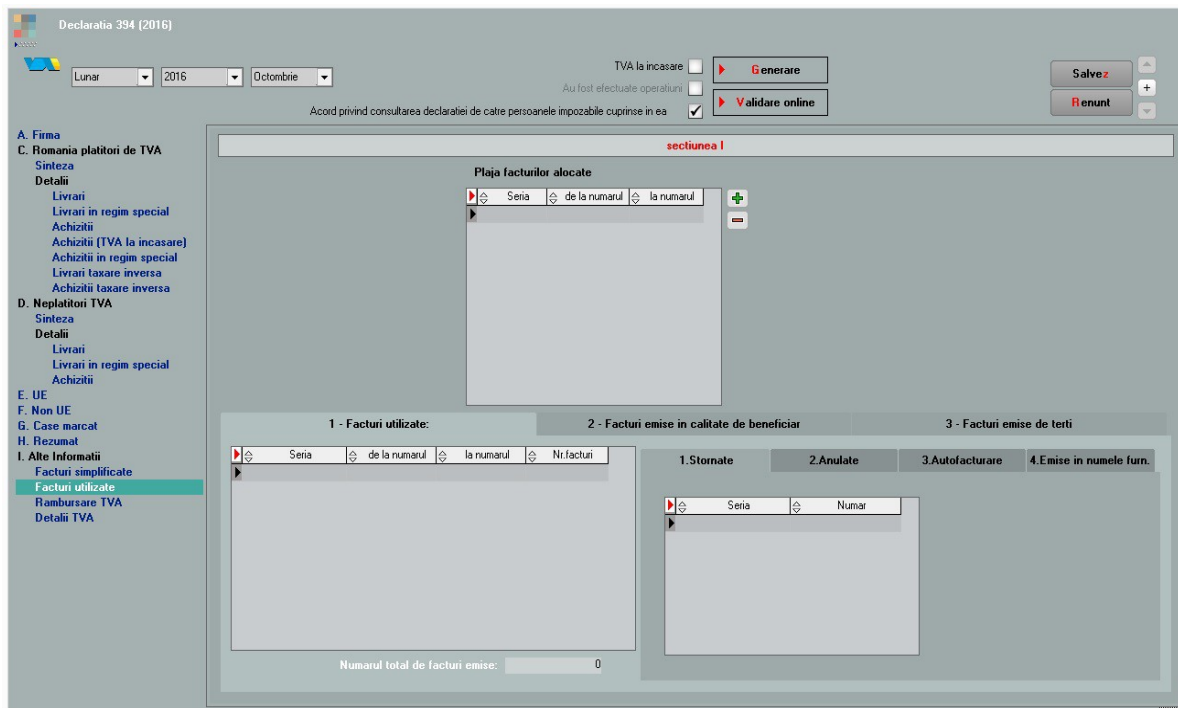 Declaratia 394 (2016)
Lunar 2016 Octombrie
TVA la incasare
Au fost efectuate operatiuni
Acord privind consultarea declaratiei de catre persoanele impozabile cuprinse in ea
Generare
Validare online
Salvez
Renunt
+
A. Firma
C. Romania platitori de TVA
Sinteza
Detalii
Livrari
Livrari in regim special
Achizitii
Achizitii (TVA la incasare)
Achizitii in regim special
Livrari taxare inversa
Achizitii taxare inversa
D. Neplatitori TVA
Sinteza
Detalii
Livrari
Livrari in regim special
Achizitii
E. UE
F. Non UE
G. Case marcat
H. Rezumat
I. Alte Informatii
Facturi simplificate
Facturi utilizate
Rambursare TVA
Detalii TVA
sectiunea I
Plaja facturilor alocate
Seria de la numarul la numarul
1 - Facturi utilizate: 2 - Facturi emise in calitate de beneficiar 3 - Facturi emise de terti
Seria de la numarul la numarul Nr.facturi
Numarul total de facturi emise: 0
1.Stornate 2.Anulate 3.Autofacturare 4.Emise in numele furn.
Seria Numar